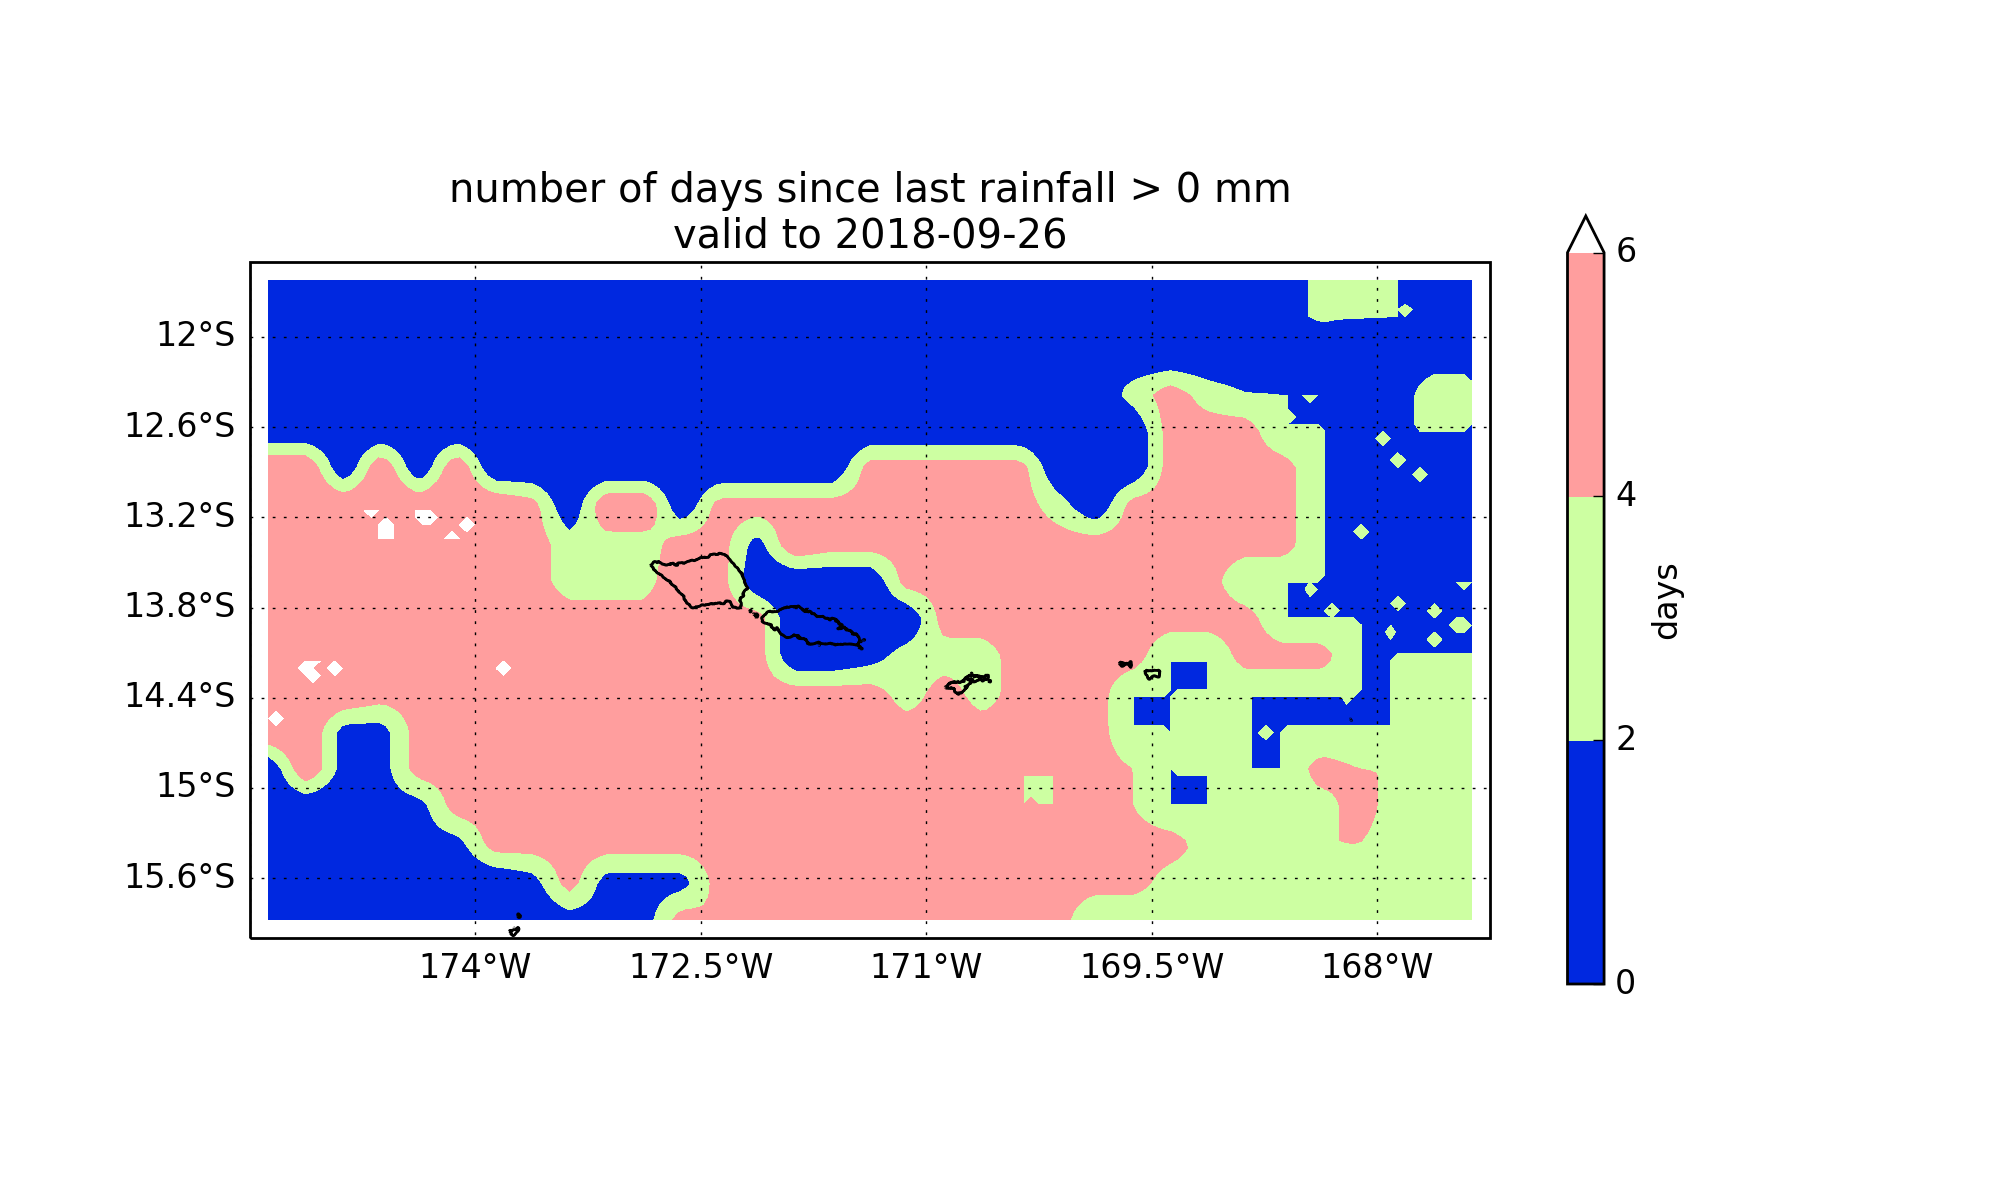 number of days since last rainfall > 0 mm
valid to 2018-09-26
12°S
12.6°S
13.2°S
13.8°S
14.4°S
15°S
15.6°S
174°W 172.5°W 171°W 169.5°W 168°W
6
4
2
0
days